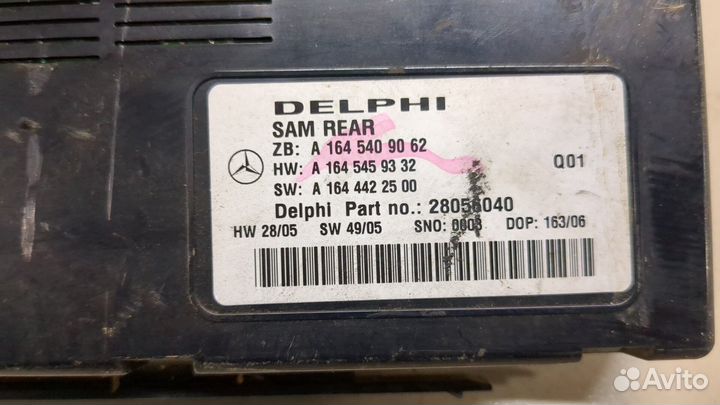 DELPHI
SAM REAR
ZB: A 164 540 90 62
HW: A 164 545 93 32
SW: A 164 442 25 00
Q01
Delphi Part no.: 28056040
HW 28/05 SW 49/05 SNO: 0003 DOP: 163/06
Avito